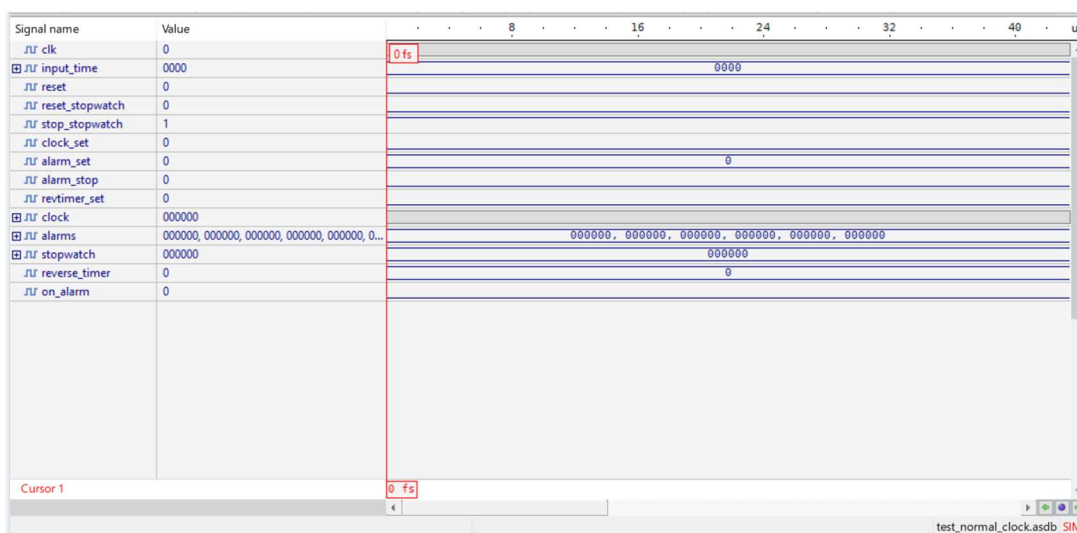 Signal name Value 8 16 24 32 40 u
clk 0 0 fs
input_time 0000 0000
reset 0
reset_stopwatch 0
stop_stopwatch 1
clock_set 0
alarm_set 0 0
alarm_stop 0
revtimer_set 0
clock 000000
alarms 000000, 000000, 000000, 000000, 000000, 0... 000000, 000000, 000000, 000000, 000000, 000000
stopwatch 000000 000000
reverse_timer 0 0
on_alarm 0
Cursor 1 0 fs
test_normal_clock.asdb SIM